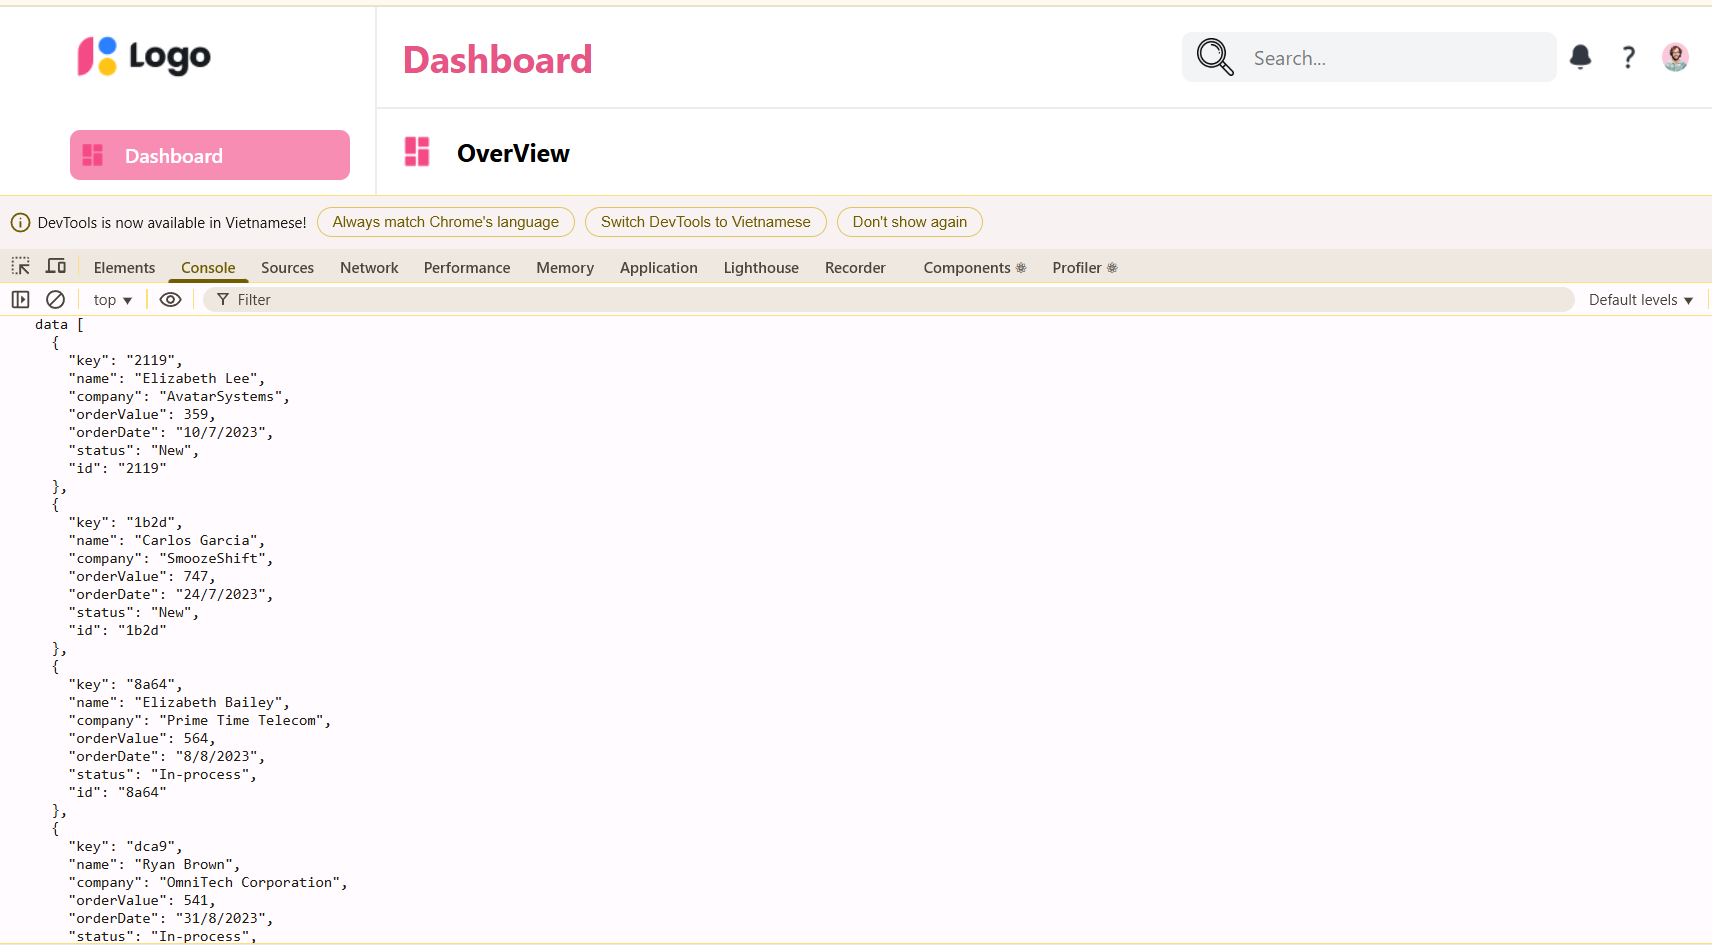 Logo
Dashboard
Search...
?
Dashboard
OverView
DevTools is now available in Vietnamese! Always match Chrome's language Switch DevTools to Vietnamese Don't show again
Elements Console Sources Network Performance Memory Application Lighthouse Recorder Components Profiler
top Filter Default levels
data [
{
"key": "2119",
"name": "Elizabeth Lee",
"company": "AvatarSystems",
"orderValue": 359,
"orderDate": "10/7/2023",
"status": "New",
"id": "2119"
},
{
"key": "1b2d",
"name": "Carlos Garcia",
"company": "SmoozeShift",
"orderValue": 747,
"orderDate": "24/7/2023",
"status": "New",
"id": "1b2d"
},
{
"key": "8a64",
"name": "Elizabeth Bailey",
"company": "Prime Time Telecom",
"orderValue": 564,
"orderDate": "8/8/2023",
"status": "In-process",
"id": "8a64"
},
{
"key": "dca9",
"name": "Ryan Brown",
"company": "OmniTech Corporation",
"orderValue": 541,
"orderDate": "31/8/2023",
"status": "In-process",